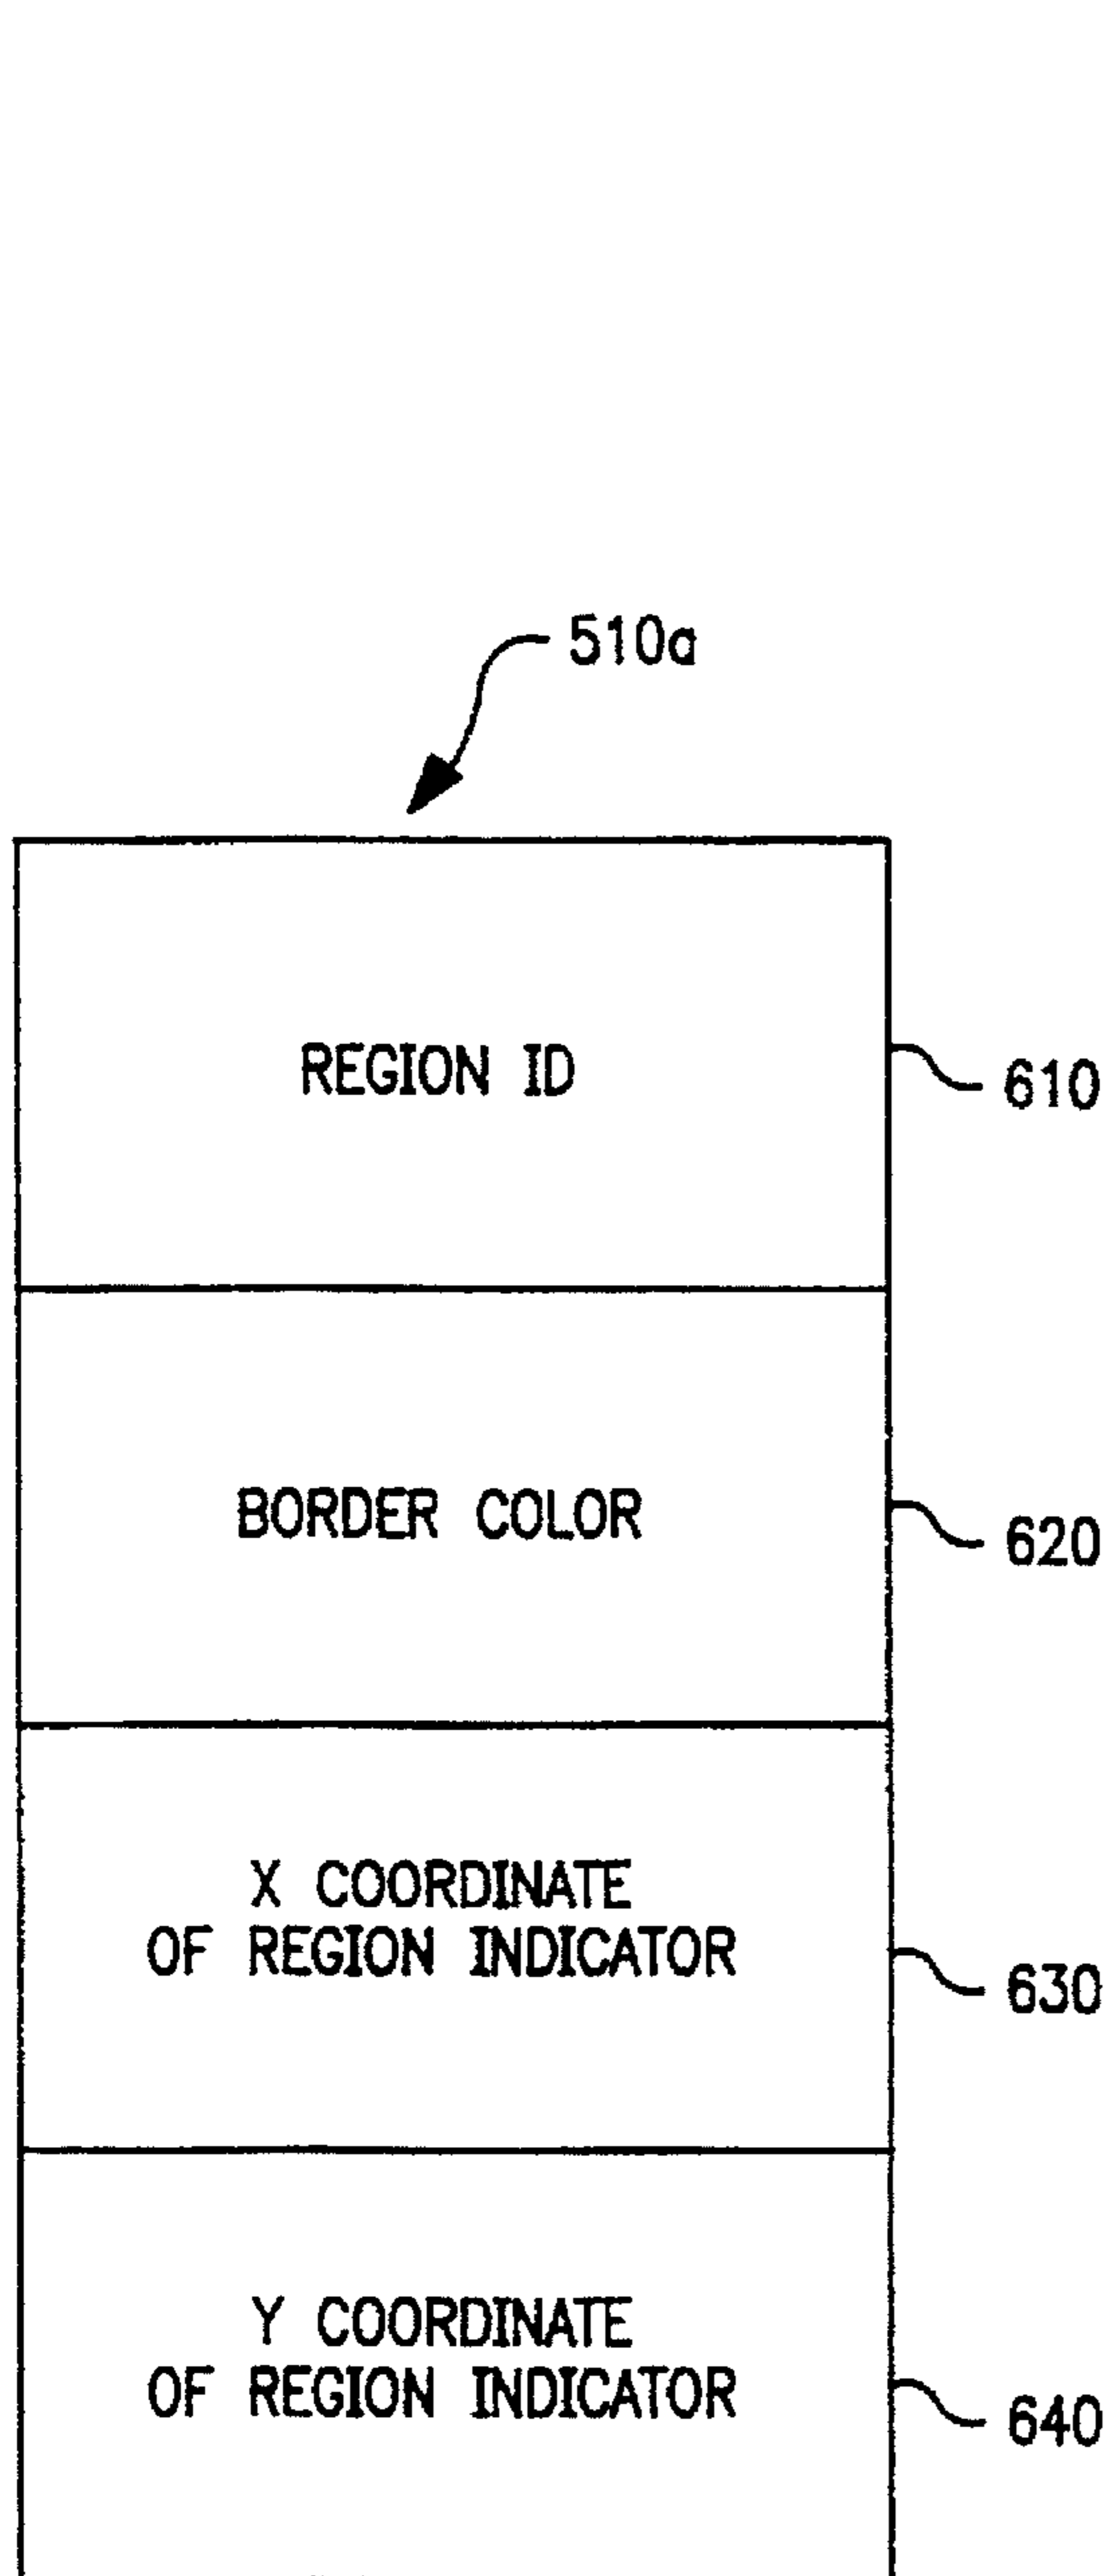 510a
REGION ID
610
BORDER COLOR
620
X COORDINATE
OF REGION INDICATOR
630
Y COORDINATE
OF REGION INDICATOR
640